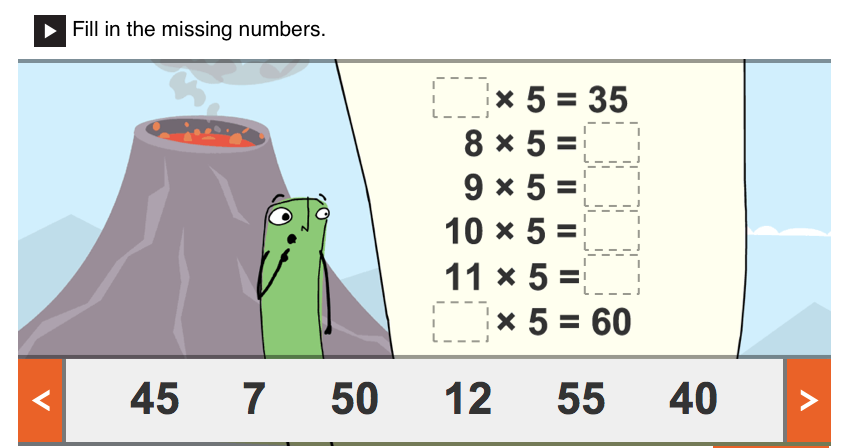 Fill in the missing numbers.
× 5 = 35
8 × 5 =
9 × 5 =
10 × 5 =
11 × 5 =
× 5 = 60
< 45 7 50 12 55 40 >